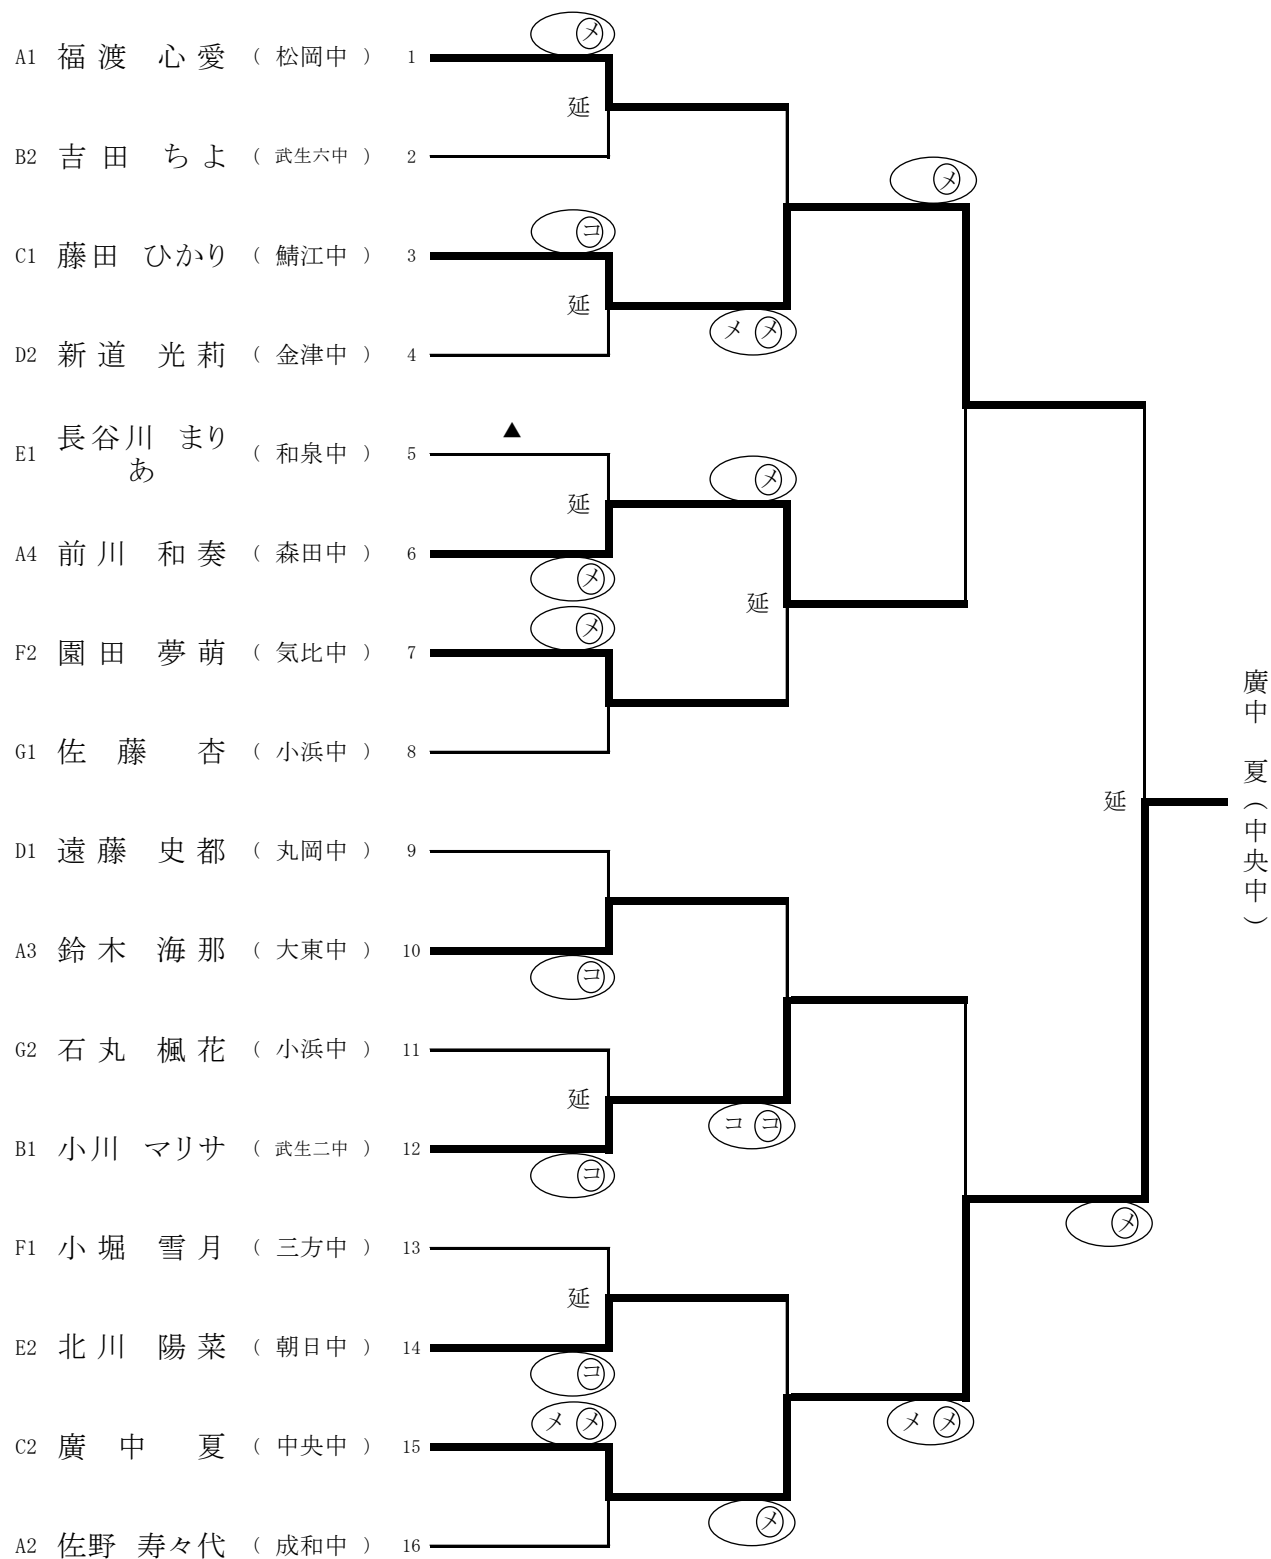 A1 福渡 心愛 ( 松岡中 ) 1
メ
延
B2 吉田 ちよ ( 武生六中 ) 2
メ
C1 藤田 ひかり ( 鯖江中 ) 3
コ
延
メ メ
D2 新道 光莉 ( 金津中 ) 4
E1 長谷川 まり
あ
( 和泉中 ) 5
▲
延
メ
A4 前川 和奏 ( 森田中 ) 6
メ
延
メ
F2 園田 夢萌 ( 気比中 ) 7
G1 佐藤 杏 ( 小浜中 ) 8
延
廣中 夏(中央中)
D1 遠藤 史都 ( 丸岡中 ) 9
A3 鈴木 海那 ( 大東中 ) 10
コ
G2 石丸 楓花 ( 小浜中 ) 11
延
コ コ
B1 小川 マリサ ( 武生二中 ) 12
コ
メ
F1 小堀 雪月 ( 三方中 ) 13
延
E2 北川 陽菜 ( 朝日中 ) 14
コ
メ メ
メ メ
C2 廣中 夏 ( 中央中 ) 15
メ
A2 佐野 寿々代 ( 成和中 ) 16